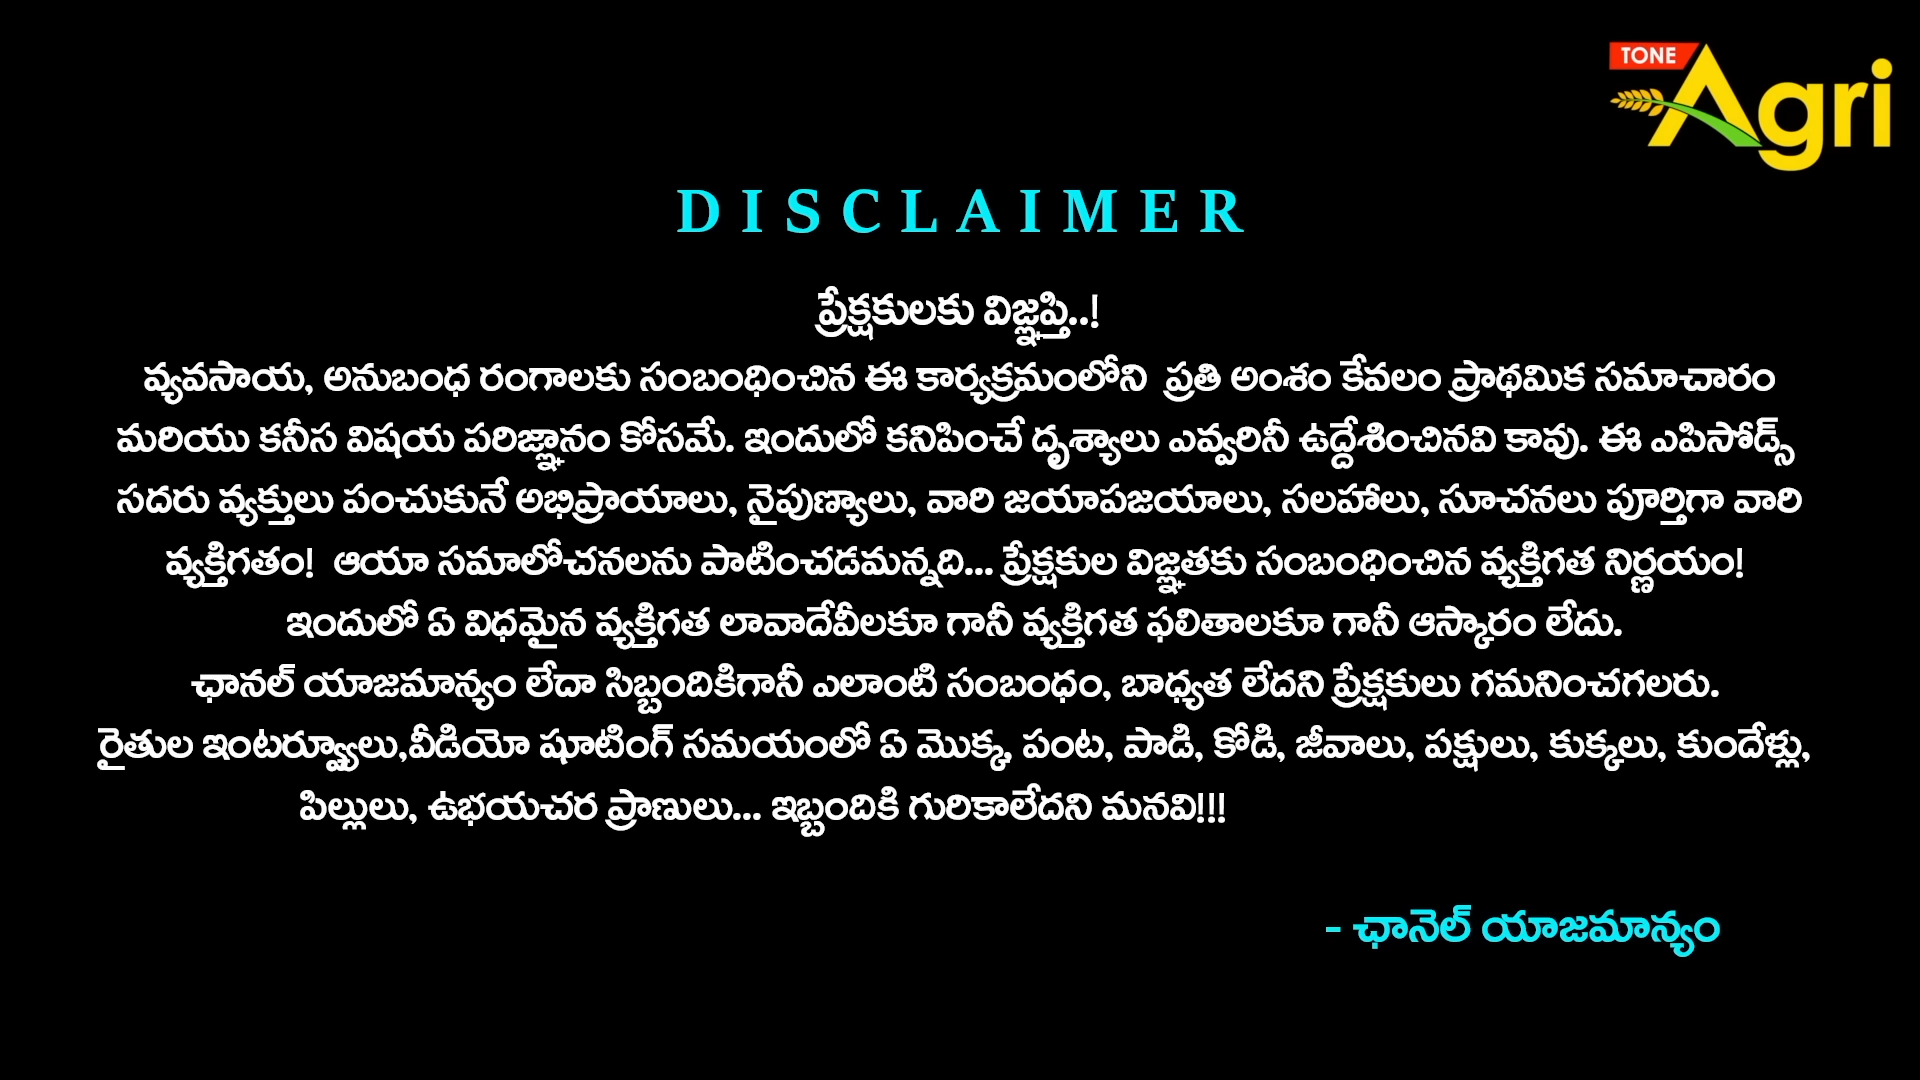 TONE
Agri
DISCLAIMER
ప్రేక్షకులకు విజ్ఞప్తి..!
వ్యవసాయ, అనుబంధ రంగాలకు సంబంధించిన ఈ కార్యక్రమంలోని ప్రతి అంశం కేవలం ప్రాథమిక సమాచారం
మరియు కనీస విషయ పరిజ్ఞానం కోసమే. ఇందులో కనిపించే దృశ్యాలు ఎవ్వరినీ ఉద్దేశించినవి కావు. ఈ ఎపిసోడ్స్
సదరు వ్యక్తులు పంచుకునే అభిప్రాయాలు, నైపుణ్యాలు, వారి జయాపజయాలు, సలహాలు, సూచనలు పూర్తిగా వారి
వ్యక్తిగతం! ఆయా సమాలోచనలను పాటించడమన్నది... ప్రేక్షకుల విజ్ఞతకు సంబంధించిన వ్యక్తిగత నిర్ణయం!
ఇందులో ఏ విధమైన వ్యక్తిగత లావాదేవీలకూ గానీ వ్యక్తిగత ఫలితాలకూ గానీ ఆస్కారం లేదు.
ఛానల్ యాజమాన్యం లేదా సిబ్బందికిగానీ ఎలాంటి సంబంధం, బాధ్యత లేదని ప్రేక్షకులు గమనించగలరు.
రైతుల ఇంటర్వ్యూలు,వీడియో షూటింగ్ సమయంలో ఏ మొక్క, పంట, పాడి, కోడి, జీవాలు, పక్షులు, కుక్కలు, కుందేళ్లు,
పిల్లులు, ఉభయచర ప్రాణులు... ఇబ్బందికి గురికాలేదని మనవి!!!
- ఛానెల్ యాజమాన్యం